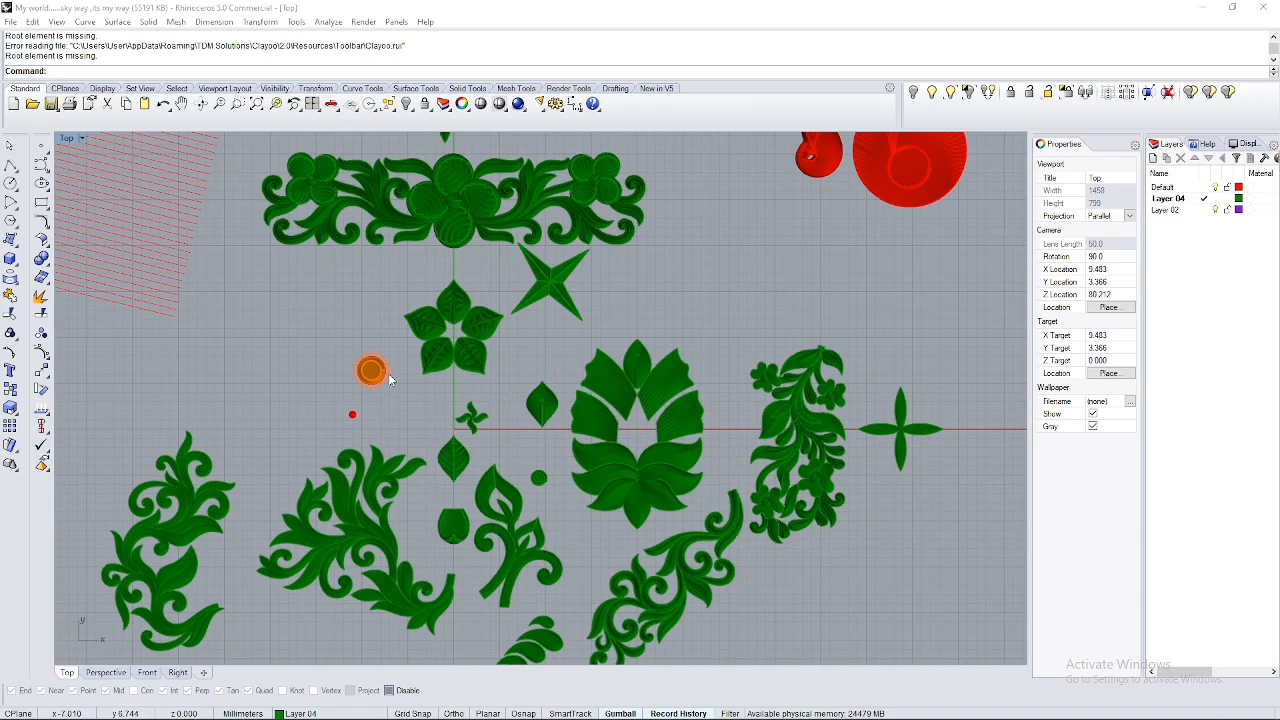 My world......sky way ,its my way (55191 KB) - Rhinoceros 5.0 Commercial - [Top]
File Edit View Curve Surface Solid Mesh Dimension Transform Tools Analyze Render Panels Help
Root element is missing.
Error reading file: "C:\Users\User\AppData\Roaming\TDM Solutions\Clayoo\2.0\Resources\Toolbar\Clayoo.rui"
Root element is missing.
Command:
Standard CPlanes Display Set View Select Viewport Layout Visibility Transform Curve Tools Surface Tools Solid Tools Mesh Tools Render Tools Drafting New in V5
Top
Properties
Layers Help Displ...
Viewport
Title Top
Width 1458
Height 799
Projection Parallel
Camera
Lens Length 50.0
Rotation 90.0
X Location 9.483
Y Location 3.366
Z Location 80.212
Location Place...
Target
X Target 9.483
Y Target 3.366
Z Target 0.000
Location Place...
Wallpaper
Filename (none) ...
Show
Gray
Name Material
Default
Layer 04
Layer 02
y
x
Activate Windows
Go to Settings to activate Windows.
Top Perspective Front Right
End Near Point Mid Cen Int Perp Tan Quad Knot Vertex Project Disable
CPlane x -7.010 y 6.744 z 0.000 Millimeters Layer 04 Grid Snap Ortho Planar Osnap SmartTrack Gumball Record History Filter Available physical memory: 24479 MB